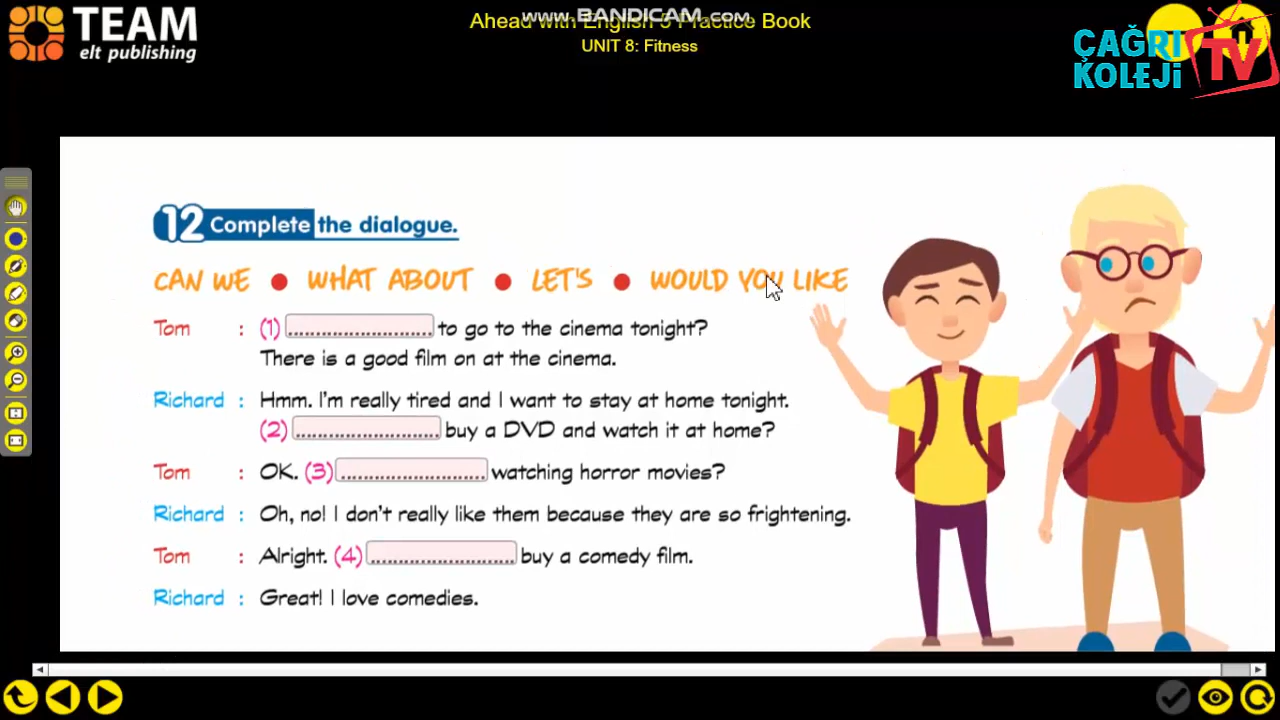 TEAM
elt publishing
www.BANDICAM.com
Ahead with English 5 Practice Book
UNIT 8: Fitness
ÇAĞRI
KOLEJi
TV
12 Complete the dialogue.
CAN WE ● WHAT ABOUT ● LET'S ● WOULD YOU LIKE
Tom : (1) ........................ to go to the cinema tonight?
There is a good film on at the cinema.
Richard : Hmm. I'm really tired and I want to stay at home tonight.
(2) ........................ buy a DVD and watch it at home?
Tom : OK. (3) ........................ watching horror movies?
Richard : Oh, no! I don't really like them because they are so frightening.
Tom : Alright. (4) ........................ buy a comedy film.
Richard : Great! I love comedies.